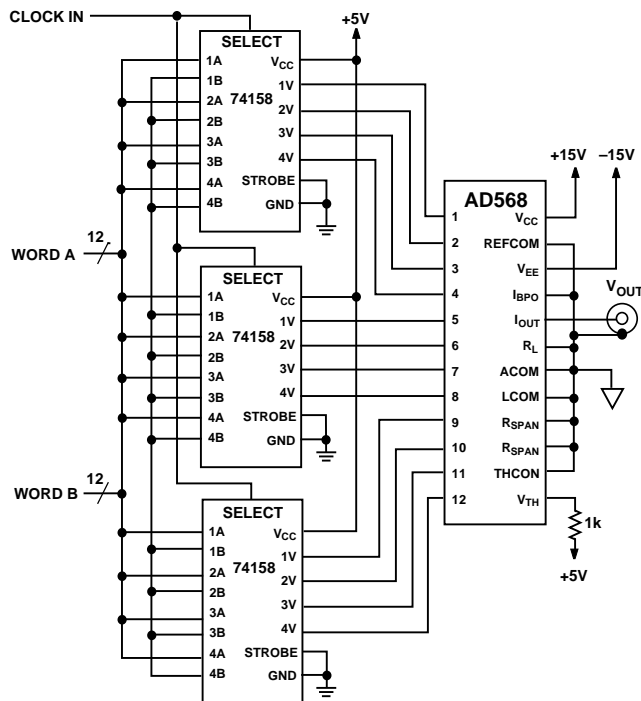 CLOCK IN
+5V
SELECT
1A
1B
2A
2B
3A
3B
4A
4B
74158
VCC
1V
2V
3V
4V
STROBE
GND
WORD A
12
SELECT
1A
1B
2A
2B
3A
3B
4A
4B
74158
VCC
1V
2V
3V
4V
STROBE
GND
WORD B
12
SELECT
1A
1B
2A
2B
3A
3B
4A
4B
74158
VCC
1V
2V
3V
4V
STROBE
GND
+15V
–15V
AD568
1
2
3
4
5
6
7
8
9
10
11
12
VCC
REFCOM
VEE
IBPO
IOUT
RL
ACOM
LCOM
RSPAN
RSPAN
THCON
VTH
VOUT
1k
+5V